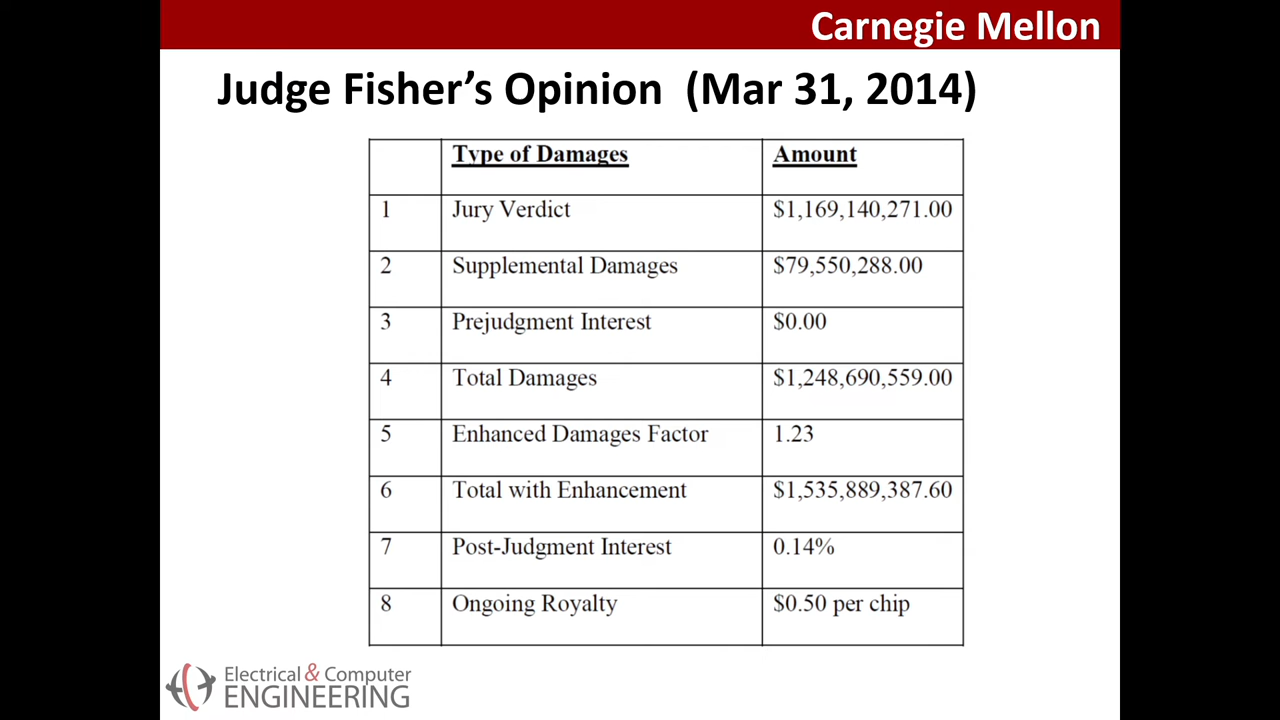 Carnegie Mellon
Judge Fisher's Opinion (Mar 31, 2014)
Type of Damages Amount
1 Jury Verdict $1,169,140,271.00
2 Supplemental Damages $79,550,288.00
3 Prejudgment Interest $0.00
4 Total Damages $1,248,690,559.00
5 Enhanced Damages Factor 1.23
6 Total with Enhancement $1,535,889,387.60
7 Post-Judgment Interest 0.14%
8 Ongoing Royalty $0.50 per chip
Electrical & Computer
ENGINEERING